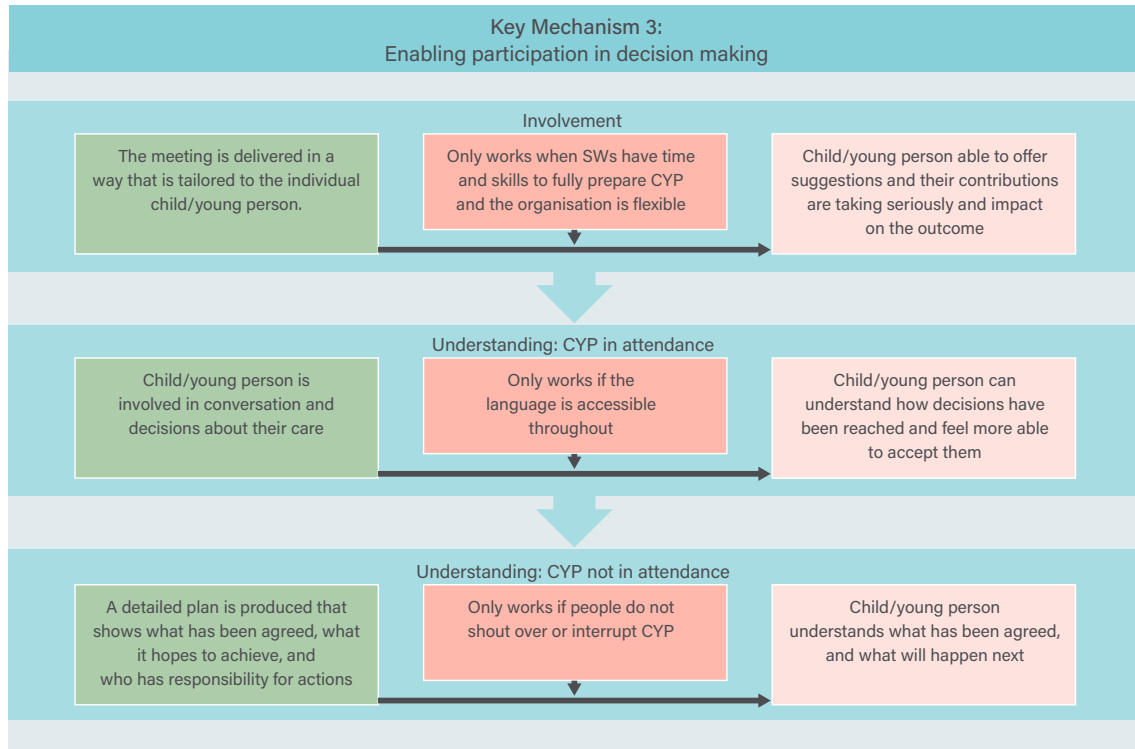 Key Mechanism 3:
Enabling participation in decision making
Involvement
The meeting is delivered in a
way that is tailored to the individual
child/young person.
Only works when SWs have time
and skills to fully prepare CYP
and the organisation is flexible
Child/young person able to offer
suggestions and their contributions
are taking seriously and impact
on the outcome
Understanding: CYP in attendance
Child/young person is
involved in conversation and
decisions about their care
Only works if the
language is accessible
throughout
Child/young person can
understand how decisions have
been reached and feel more able
to accept them
Understanding: CYP not in attendance
A detailed plan is produced that
shows what has been agreed, what
it hopes to achieve, and
who has responsibility for actions
Only works if people do not
shout over or interrupt CYP
Child/young person
understands what has been agreed,
and what will happen next